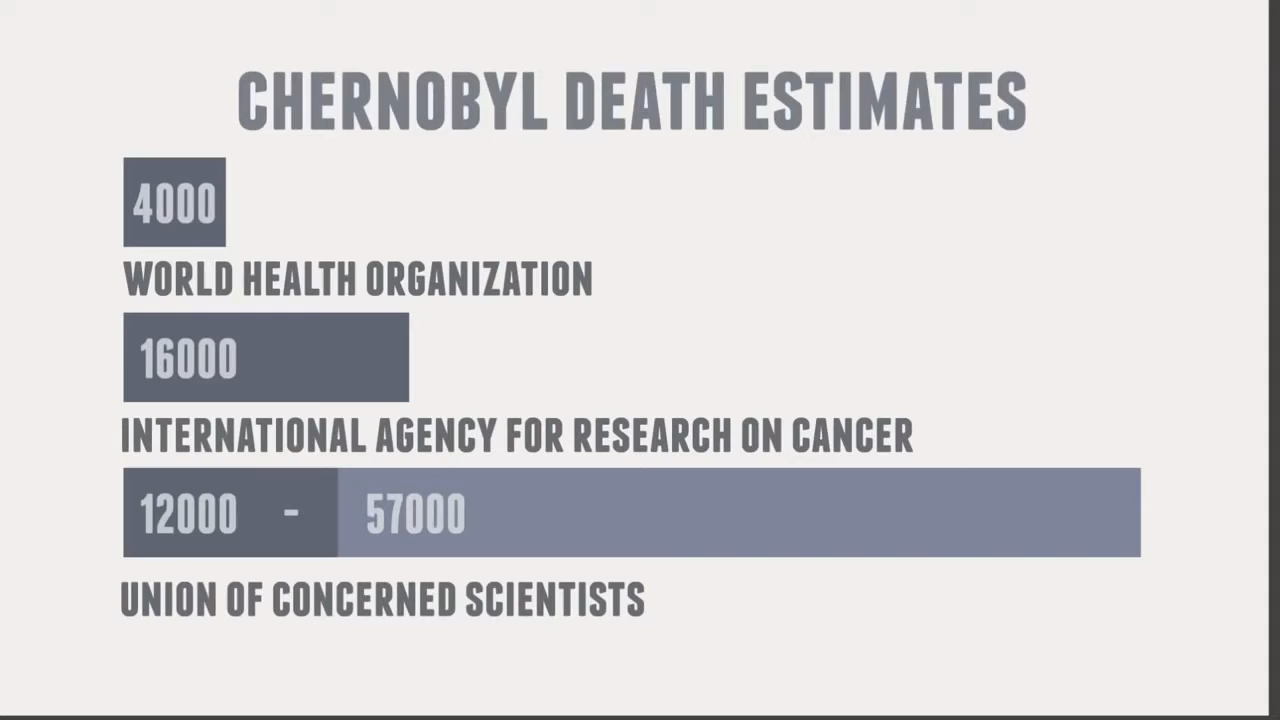 CHERNOBYL DEATH ESTIMATES
4000
WORLD HEALTH ORGANIZATION
16000
INTERNATIONAL AGENCY FOR RESEARCH ON CANCER
12000 - 57000
UNION OF CONCERNED SCIENTISTS